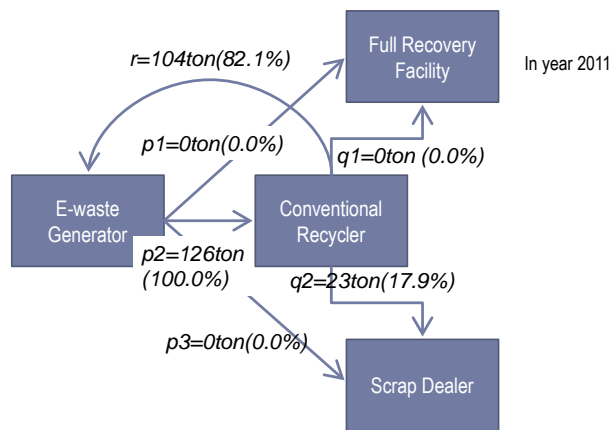 Full Recovery
Facility
In year 2011
r=104ton(82.1%)
p1=0ton(0.0%)
q1=0ton (0.0%)
E-waste
Generator
Conventional
Recycler
p2=126ton
(100.0%)
q2=23ton(17.9%)
p3=0ton(0.0%)
Scrap Dealer